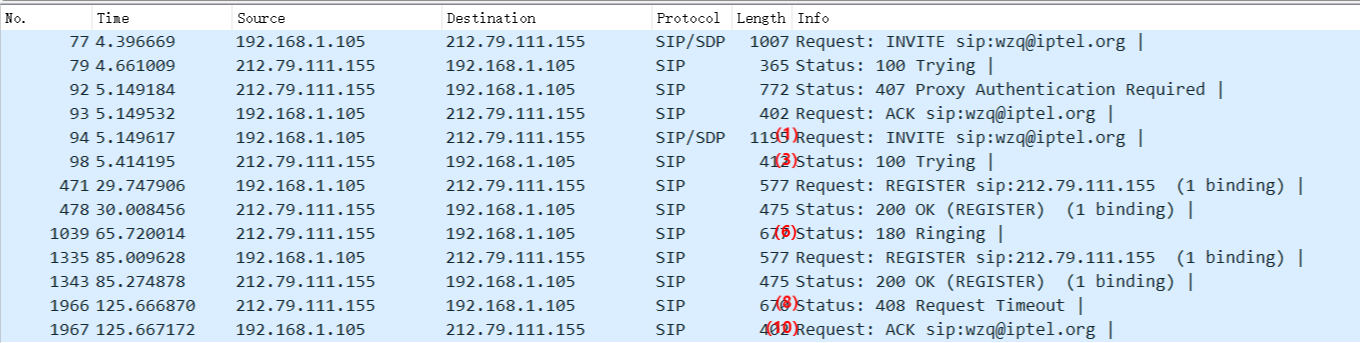 No. Time Source Destination Protocol Length Info
77 4.396669 192.168.1.105 212.79.111.155 SIP/SDP 1007 Request: INVITE sip:wzq@iptel.org |
79 4.661009 212.79.111.155 192.168.1.105 SIP 365 Status: 100 Trying |
92 5.149184 212.79.111.155 192.168.1.105 SIP 772 Status: 407 Proxy Authentication Required |
93 5.149532 192.168.1.105 212.79.111.155 SIP 402 Request: ACK sip:wzq@iptel.org |
94 5.149617 192.168.1.105 212.79.111.155 SIP/SDP 1195 (1) Request: INVITE sip:wzq@iptel.org |
98 5.414195 212.79.111.155 192.168.1.105 SIP 412 (3) Status: 100 Trying |
471 29.747906 192.168.1.105 212.79.111.155 SIP 577 Request: REGISTER sip:212.79.111.155 (1 binding) |
478 30.008456 212.79.111.155 192.168.1.105 SIP 475 Status: 200 OK (REGISTER) (1 binding) |
1039 65.720014 212.79.111.155 192.168.1.105 SIP (6) Status: 180 Ringing |
1335 85.009628 192.168.1.105 212.79.111.155 SIP 577 Request: REGISTER sip:212.79.111.155 (1 binding) |
1343 85.274878 212.79.111.155 192.168.1.105 SIP 475 Status: 200 OK (REGISTER) (1 binding) |
1966 125.666870 212.79.111.155 192.168.1.105 SIP 670 (8) Status: 408 Request Timeout |
1967 125.667172 192.168.1.105 212.79.111.155 SIP 402 (10) Request: ACK sip:wzq@iptel.org |